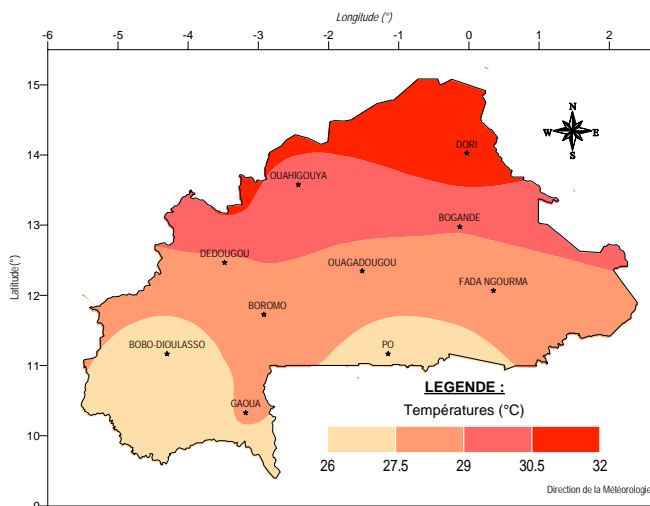 Longitude (°)
-6 -5 -4 -3 -2 -1 0 1 2
Latitude(°)
15
14
13
12
11
10
9
N
W E
S
DORI
OUAHIGOUYA
BOGANDE
DEDOUGOU
OUAGADOUGOU
FADA NGOURMA
BOROMO
BOBO-DIOULASSO
PO
GAOUA
LEGENDE :
Températures (°C)
26 27.5 29 30.5 32
Direction de la Météorologie